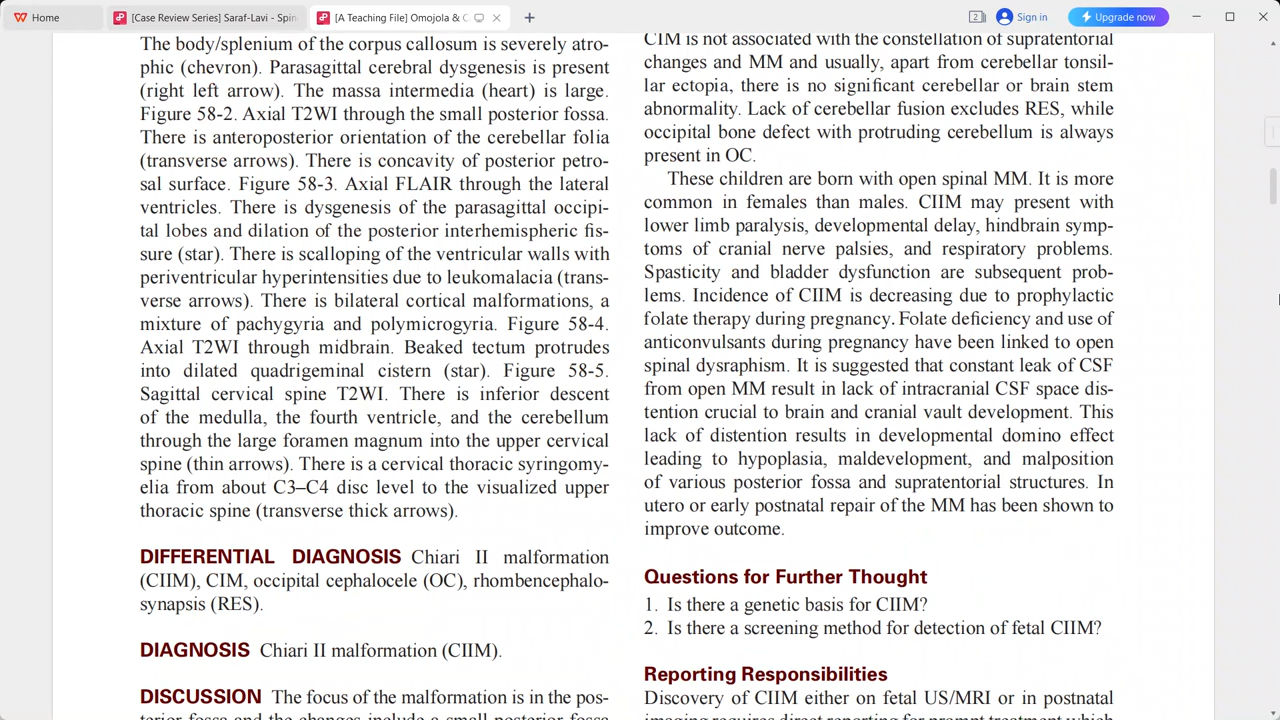 Home
[Case Review Series] Saraf-Lavi - Spin
[A Teaching File] Omojola & C
2
Sign in
Upgrade now
The body/splenium of the corpus callosum is severely atro-
phic (chevron). Parasagittal cerebral dysgenesis is present
(right left arrow). The massa intermedia (heart) is large.
Figure 58-2. Axial T2WI through the small posterior fossa.
There is anteroposterior orientation of the cerebellar folia
(transverse arrows). There is concavity of posterior petro-
sal surface. Figure 58-3. Axial FLAIR through the lateral
ventricles. There is dysgenesis of the parasagittal occipi-
tal lobes and dilation of the posterior interhemispheric fis-
sure (star). There is scalloping of the ventricular walls with
periventricular hyperintensities due to leukomalacia (trans-
verse arrows). There is bilateral cortical malformations, a
mixture of pachygyria and polymicrogyria. Figure 58-4.
Axial T2WI through midbrain. Beaked tectum protrudes
into dilated quadrigeminal cistern (star). Figure 58-5.
Sagittal cervical spine T2WI. There is inferior descent
of the medulla, the fourth ventricle, and the cerebellum
through the large foramen magnum into the upper cervical
spine (thin arrows). There is a cervical thoracic syringomy-
elia from about C3–C4 disc level to the visualized upper
thoracic spine (transverse thick arrows).
DIFFERENTIAL DIAGNOSIS Chiari II malformation
(CIIM), CIM, occipital cephalocele (OC), rhombencephalo-
synapsis (RES).
DIAGNOSIS Chiari II malformation (CIIM).
DISCUSSION The focus of the malformation is in the pos-
terior fossa and the changes include a small posterior fossa
CIM is not associated with the constellation of supratentorial
changes and MM and usually, apart from cerebellar tonsil-
lar ectopia, there is no significant cerebellar or brain stem
abnormality. Lack of cerebellar fusion excludes RES, while
occipital bone defect with protruding cerebellum is always
present in OC.
These children are born with open spinal MM. It is more
common in females than males. CIIM may present with
lower limb paralysis, developmental delay, hindbrain symp-
toms of cranial nerve palsies, and respiratory problems.
Spasticity and bladder dysfunction are subsequent prob-
lems. Incidence of CIIM is decreasing due to prophylactic
folate therapy during pregnancy. Folate deficiency and use of
anticonvulsants during pregnancy have been linked to open
spinal dysraphism. It is suggested that constant leak of CSF
from open MM result in lack of intracranial CSF space dis-
tention crucial to brain and cranial vault development. This
lack of distention results in developmental domino effect
leading to hypoplasia, maldevelopment, and malposition
of various posterior fossa and supratentorial structures. In
utero or early postnatal repair of the MM has been shown to
improve outcome.
Questions for Further Thought
1. Is there a genetic basis for CIIM?
2. Is there a screening method for detection of fetal CIIM?
Reporting Responsibilities
Discovery of CIIM either on fetal US/MRI or in postnatal
imaging requires direct reporting for prompt treatment which